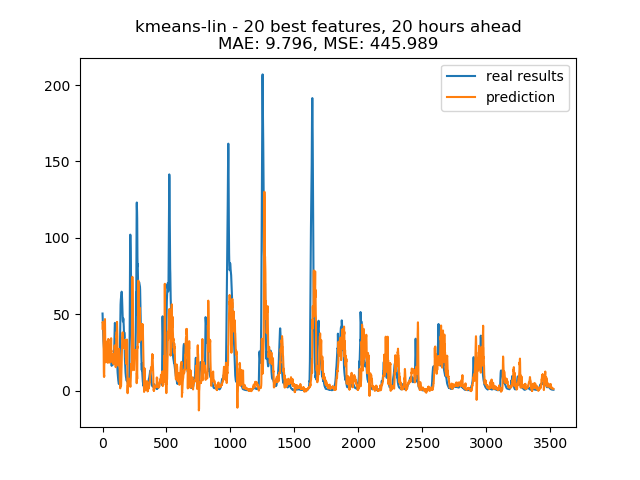 kmeans-lin - 20 best features, 20 hours ahead
MAE: 9.796, MSE: 445.989
real results
prediction
200
150
100
50
0
0 500 1000 1500 2000 2500 3000 3500